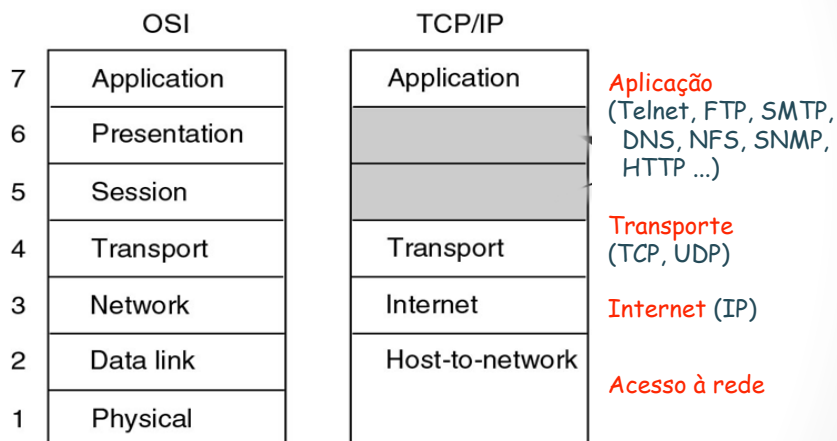 OSI
TCP/IP
7
Application
Application
Aplicação
(Telnet, FTP, SMTP,
DNS, NFS, SNMP,
HTTP ...)
6
Presentation
5
Session
4
Transport
Transport
Transporte
(TCP, UDP)
3
Network
Internet
Internet (IP)
2
Data link
Host-to-network
Acesso à rede
1
Physical